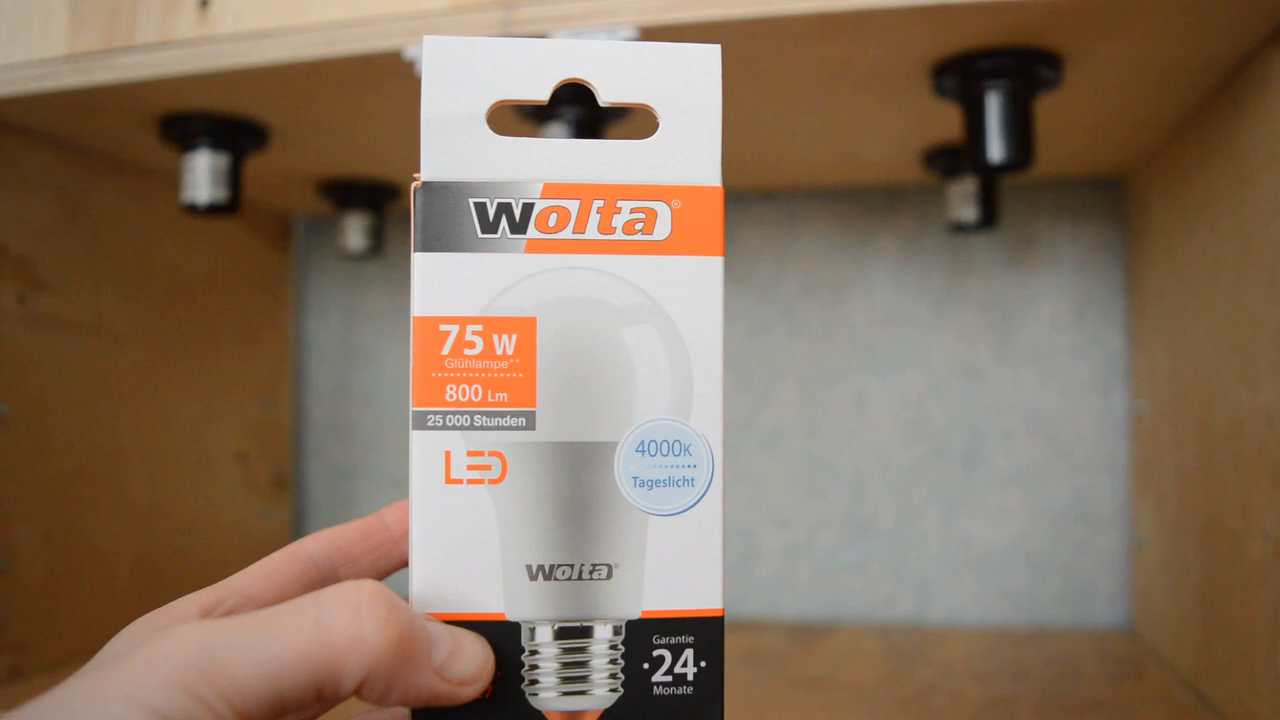 Wolta®
75 W
Glühlampe**
800 Lm
25 000 Stunden
LED
4000K
Tageslicht
Wolta®
Garantie
·24·
Monate